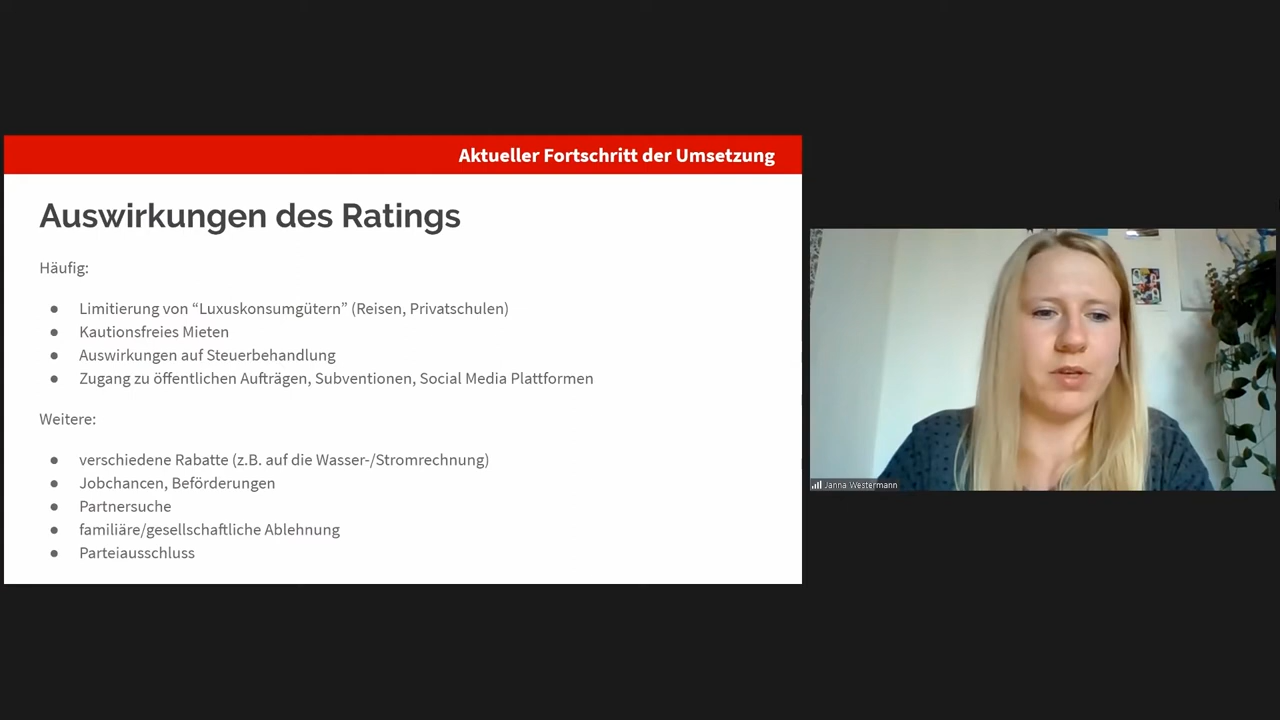 Aktueller Fortschritt der Umsetzung
Auswirkungen des Ratings
Häufig:
● Limitierung von “Luxuskonsumgütern” (Reisen, Privatschulen)
● Kautionsfreies Mieten
● Auswirkungen auf Steuerbehandlung
● Zugang zu öffentlichen Aufträgen, Subventionen, Social Media Plattformen
Weitere:
● verschiedene Rabatte (z.B. auf die Wasser-/Stromrechnung)
● Jobchancen, Beförderungen
● Partnersuche
● familiäre/gesellschaftliche Ablehnung
● Parteiausschluss
Janna Westermann